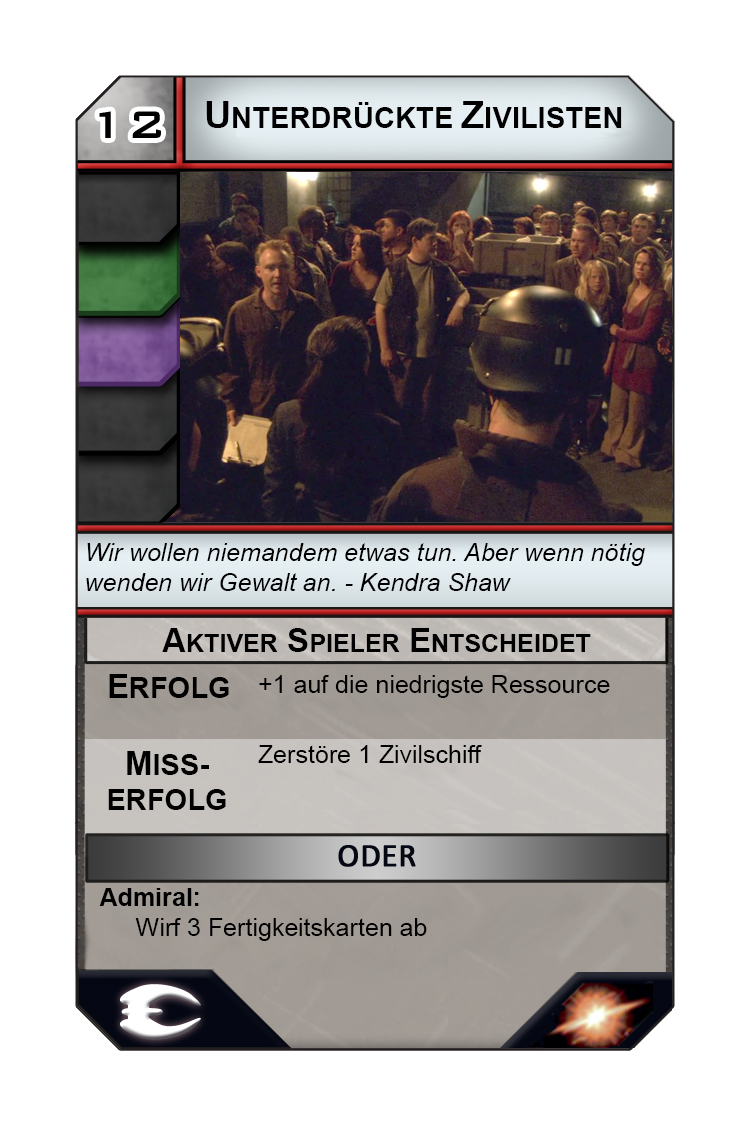 12
UNTERDRÜCKTE ZIVILISTEN
Wir wollen niemandem etwas tun. Aber wenn nötig
wenden wir Gewalt an. - Kendra Shaw
AKTIVER SPIELER ENTSCHEIDET
ERFOLG +1 auf die niedrigste Ressource
MISS-
ERFOLG
Zerstöre 1 Zivilschiff
ODER
Admiral:
Wirf 3 Fertigkeitskarten ab